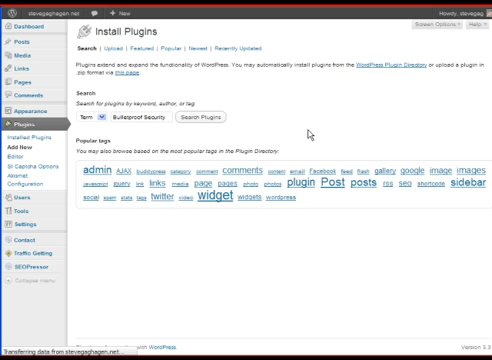 stevegaghagen.net + New Howdy, stevegag
Screen Options Help
Dashboard
Posts
Media
Links
Pages
Comments
Appearance
Plugins
Installed Plugins
Add New
Editor
SI Captcha Options
Akismet
Configuration
Users
Tools
Settings
Contact
Traffic Getting
SEOPressor
Collapse menu
Install Plugins
Search | Upload | Featured | Popular | Newest | Recently Updated
Plugins extend and expand the functionality of WordPress. You may automatically install plugins from the WordPress Plugin Directory or upload a plugin in
.zip format via this page.
Search
Search for plugins by keyword, author, or tag
Term Bulletproof Security Search Plugins
Popular tags
You may also browse based on the most popular tags in the Plugin Directory:
admin AJAX buddypress category comment comments content email Facebook feed flash gallery google image images
javascript jquery link links media page pages photo photos plugin Post posts rss seo shortcode sidebar
social spam stats tags twitter video widget widgets wordpress
with WordPress. Version 3.3
Transferring data from stevegaghagen.net...